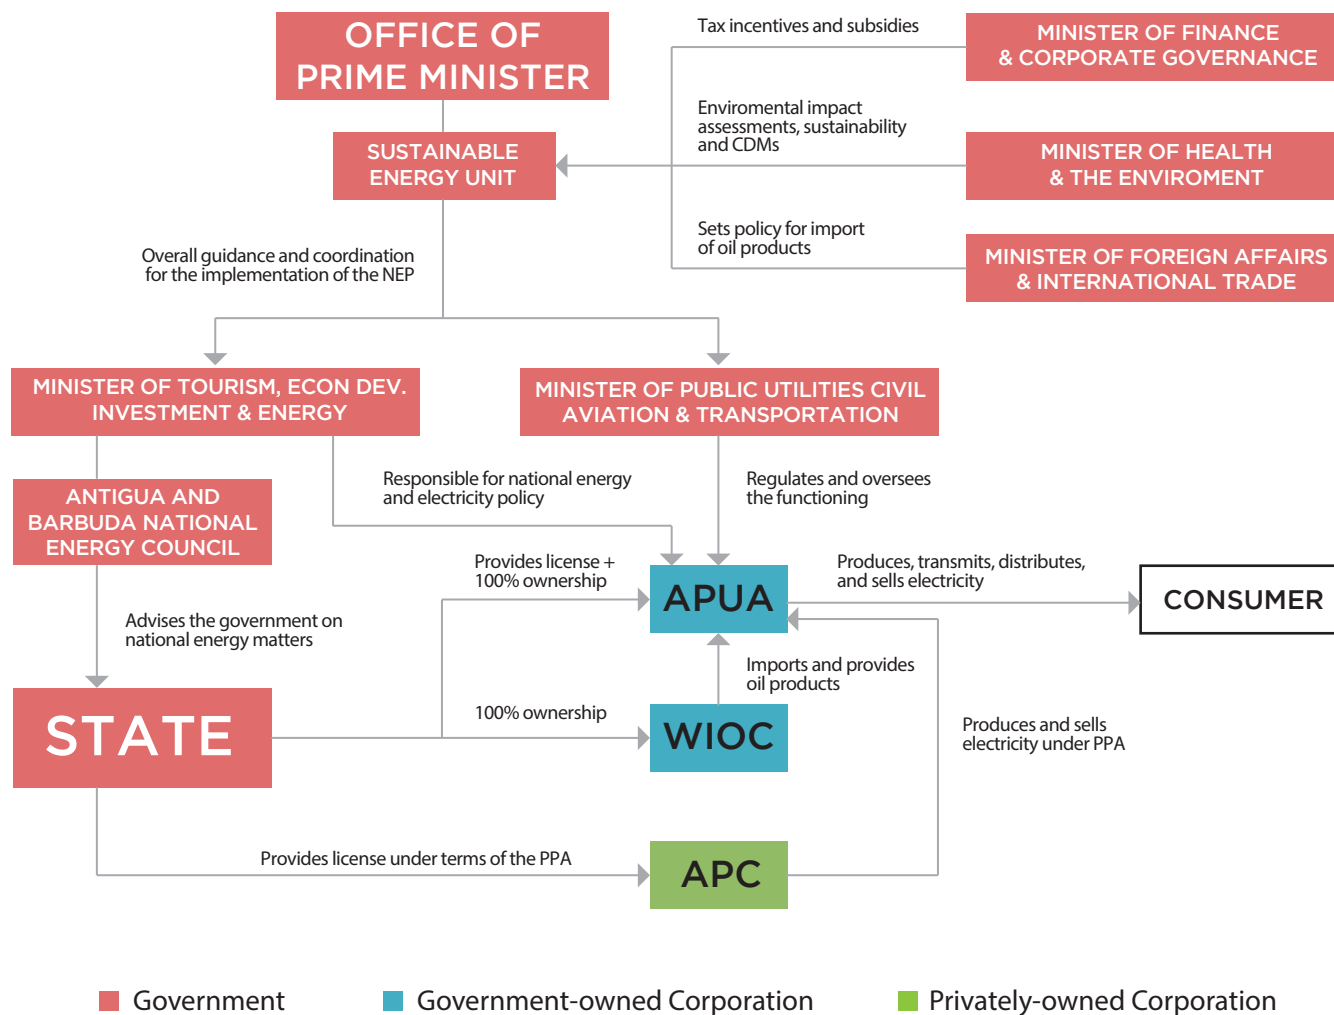 OFFICE OF
PRIME MINISTER
Tax incentives and subsidies
MINISTER OF FINANCE
& CORPORATE GOVERNANCE
SUSTAINABLE
ENERGY UNIT
Enviromental impact
assessments, sustainability
and CDMs
MINISTER OF HEALTH
& THE ENVIROMENT
Sets policy for import
of oil products
MINISTER OF FOREIGN AFFAIRS
& INTERNATIONAL TRADE
Overall guidance and coordination
for the implementation of the NEP
MINISTER OF TOURISM, ECON DEV.
INVESTMENT & ENERGY
MINISTER OF PUBLIC UTILITIES CIVIL
AVIATION & TRANSPORTATION
ANTIGUA AND
BARBUDA NATIONAL
ENERGY COUNCIL
Responsible for national energy
and electricity policy
Regulates and oversees
the functioning
Provides license +
100% ownership
APUA
Produces, transmits, distributes,
and sells electricity
CONSUMER
Advises the government on
national energy matters
Imports and provides
oil products
STATE
100% ownership
WIOC
Produces and sells
electricity under PPA
Provides license under terms of the PPA
APC
Government
Government-owned Corporation
Privately-owned Corporation